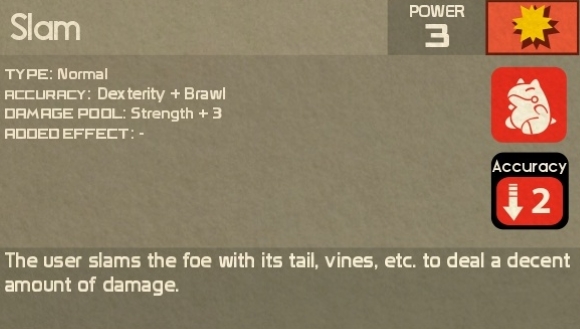 Slam
POWER
3
TYPE: Normal
ACCURACY: Dexterity + Brawl
DAMAGE POOL: Strength + 3
ADDED EFFECT: -
Accuracy
2
The user slams the foe with its tail, vines, etc. to deal a decent
amount of damage.